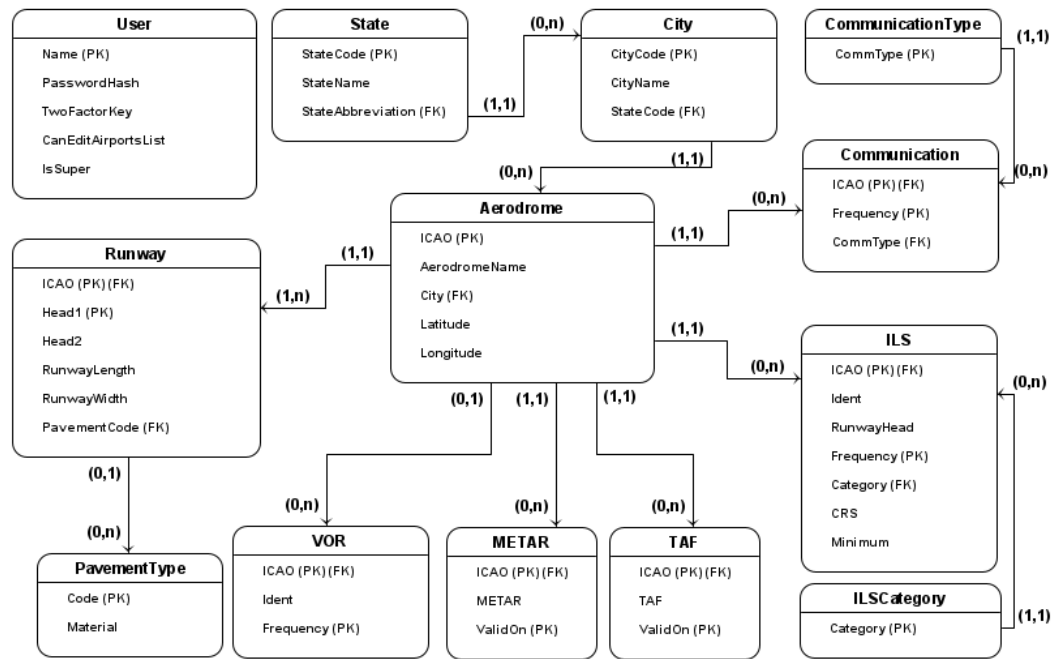 User
Name (PK)
PasswordHash
TwoFactorKey
CanEditAirportsList
IsSuper
State
StateCode (PK)
StateName
StateAbbreviation (FK)
(1,1)
(0,n)
City
CityCode (PK)
CityName
StateCode (FK)
(1,1)
(0,n)
CommunicationType
CommType (PK)
(1,1)
(0,n)
Communication
ICAO (PK)(FK)
Frequency (PK)
CommType (FK)
(0,n)
(1,1)
Aerodrome
ICAO (PK)
AerodromeName
City (FK)
Latitude
Longitude
(1,1)
(1,n)
Runway
ICAO (PK)(FK)
Head1 (PK)
Head2
RunwayLength
RunwayWidth
PavementCode (FK)
(0,1)
(0,n)
PavementType
Code (PK)
Material
(0,1)
(0,n)
VOR
ICAO (PK)(FK)
Ident
Frequency (PK)
(1,1)
(0,n)
METAR
ICAO (PK)(FK)
METAR
ValidOn (PK)
(1,1)
(0,n)
TAF
ICAO (PK)(FK)
TAF
ValidOn (PK)
(1,1)
(0,n)
ILS
ICAO (PK)(FK)
Ident
RunwayHead
Frequency (PK)
Category (FK)
CRS
Minimum
(0,n)
ILSCategory
Category (PK)
(1,1)